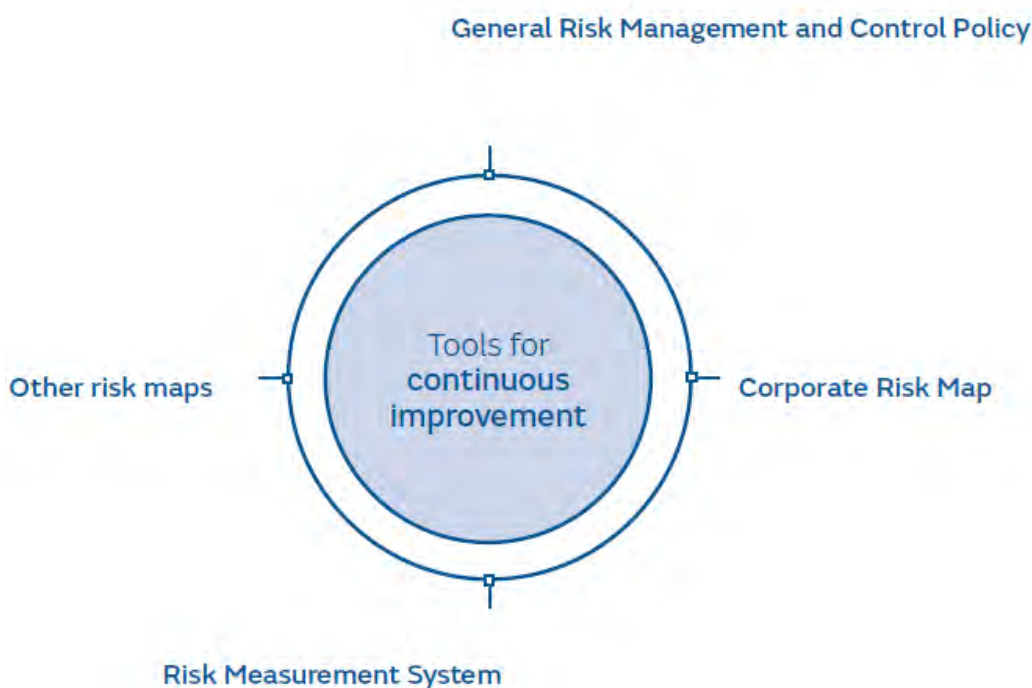 General Risk Management and Control Policy
Tools for
continuous
improvement
Other risk maps
Corporate Risk Map
Risk Measurement System